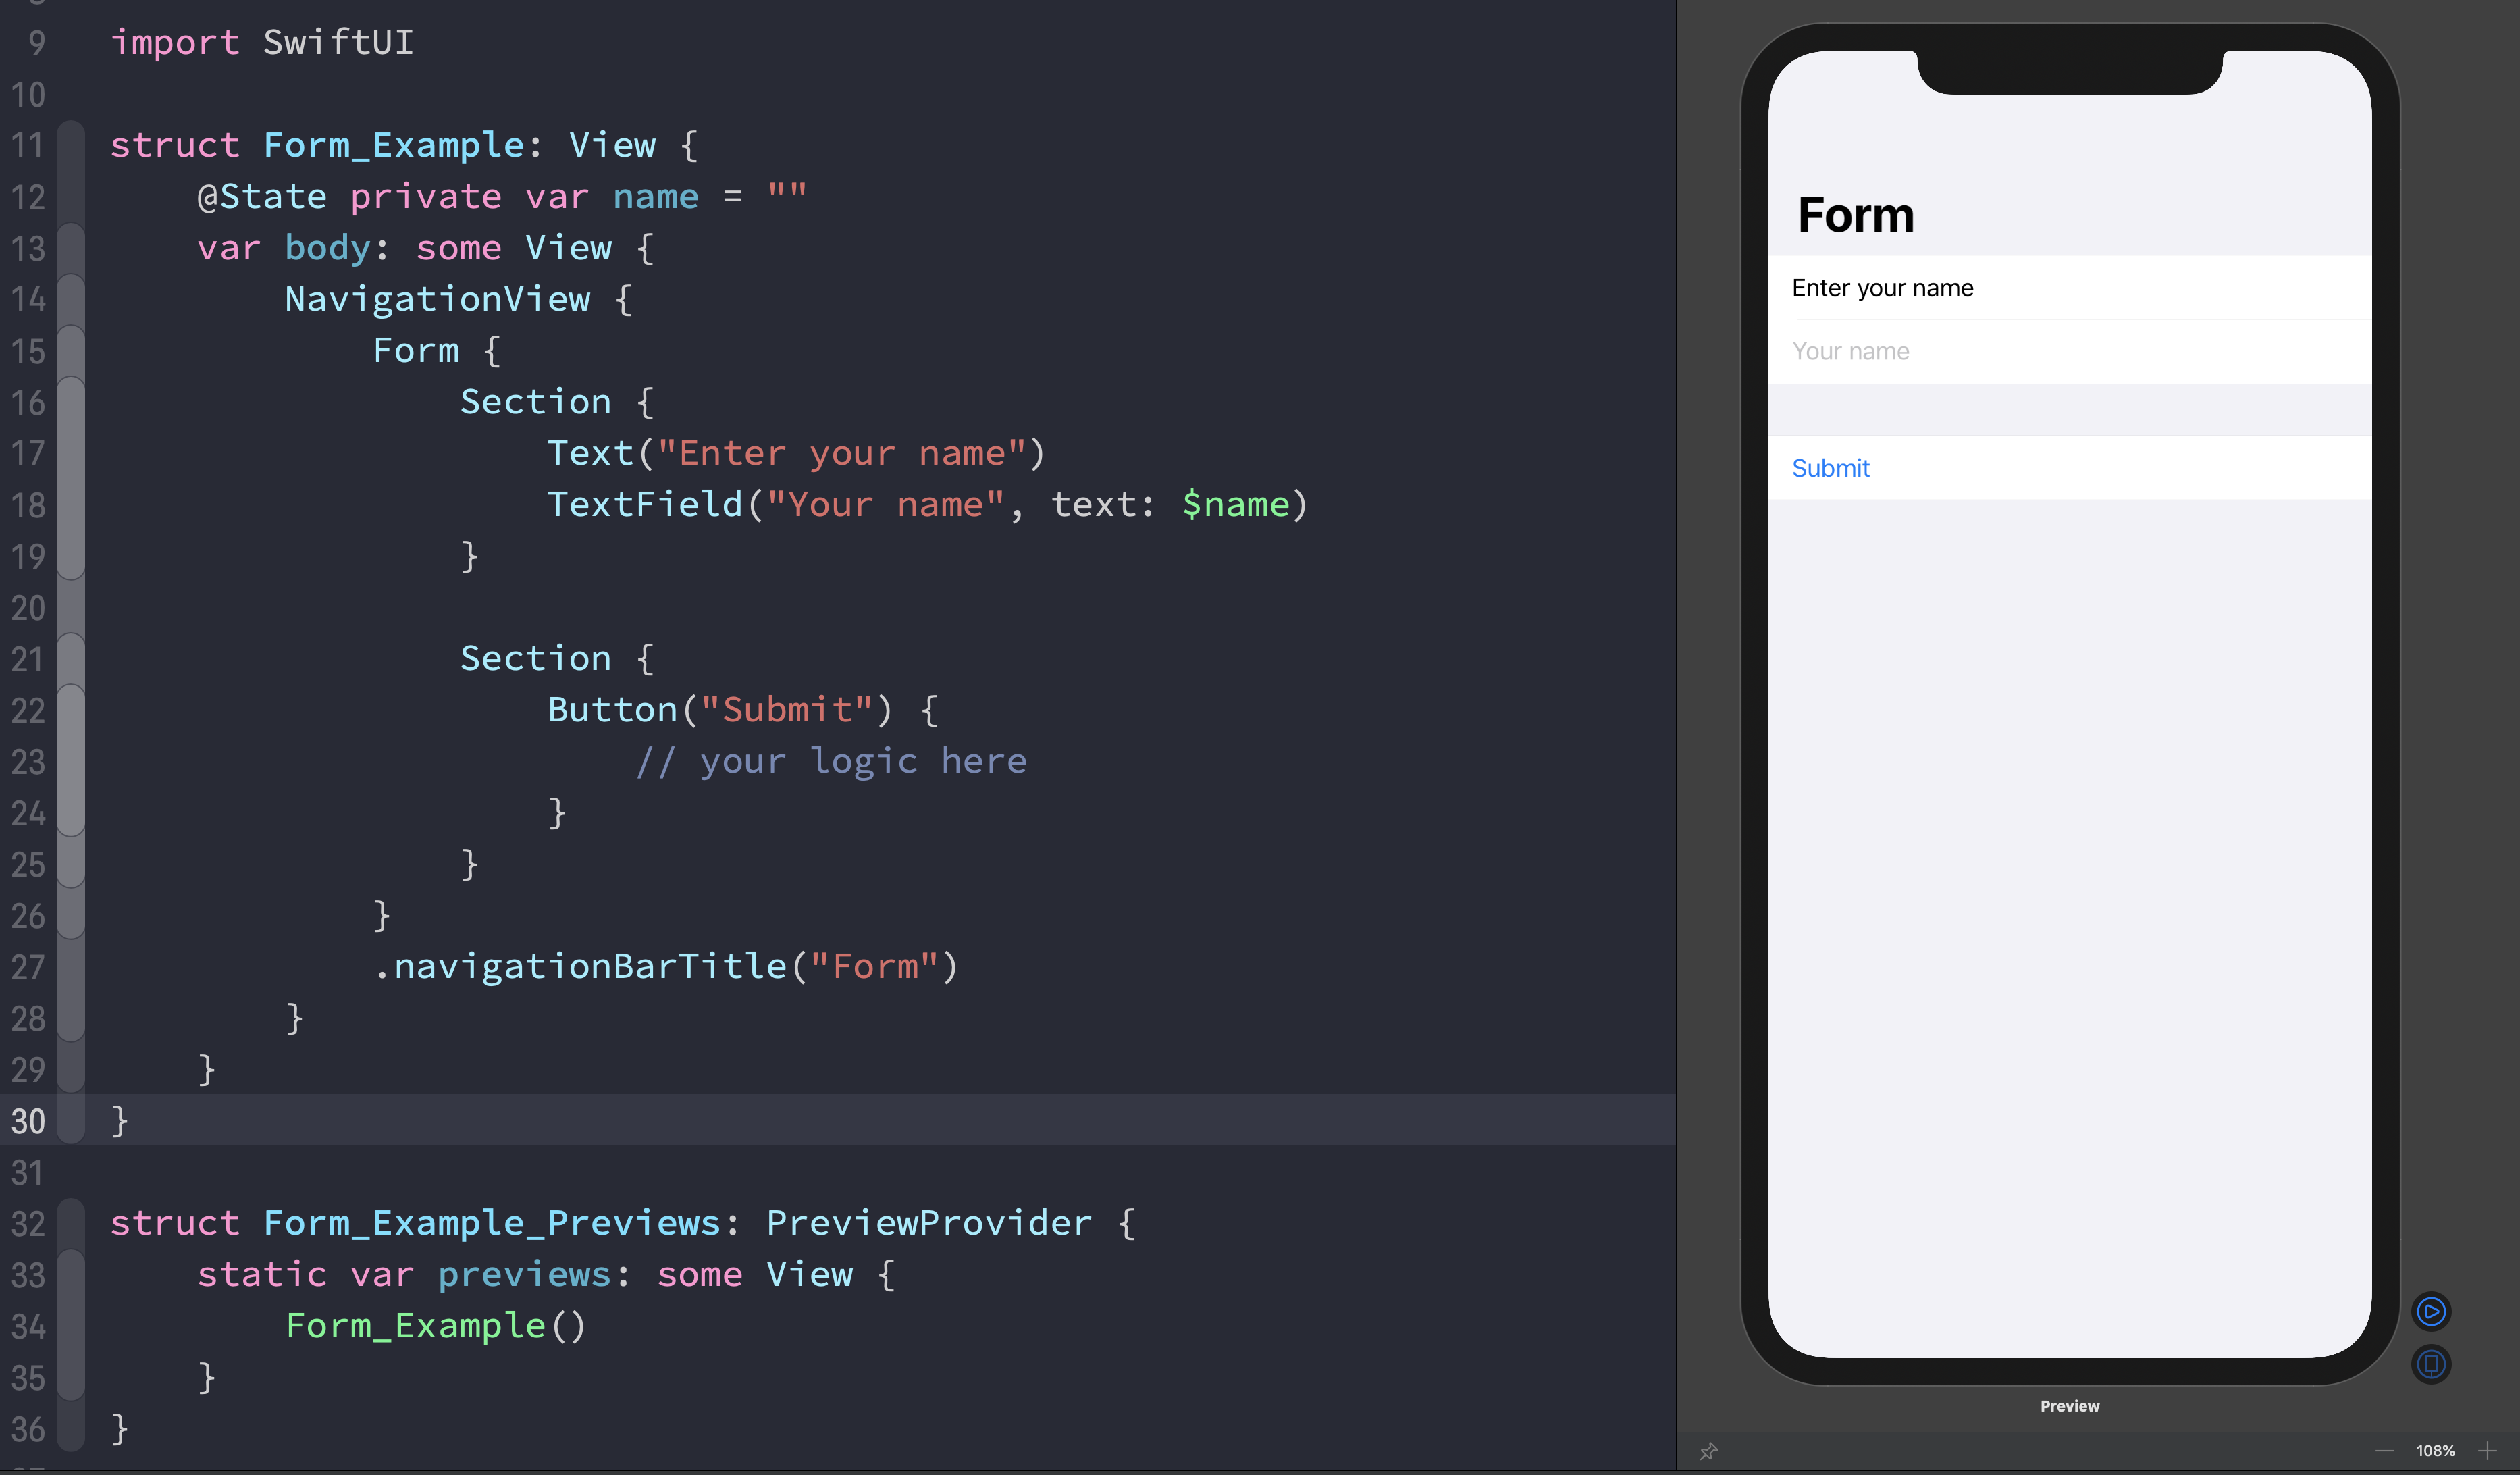 9 import SwiftUI
10
11 struct Form_Example: View {
12     @State private var name = ""
13     var body: some View {
14         NavigationView {
15             Form {
16                 Section {
17                     Text("Enter your name")
18                     TextField("Your name", text: $name)
19                 }
20
21                 Section {
22                     Button("Submit") {
23                         // your logic here
24                     }
25                 }
26             }
27             .navigationBarTitle("Form")
28         }
29     }
30 }
31
32 struct Form_Example_Previews: PreviewProvider {
33     static var previews: some View {
34         Form_Example()
35     }
36 }
Form
Enter your name
Your name
Submit
Preview
108%